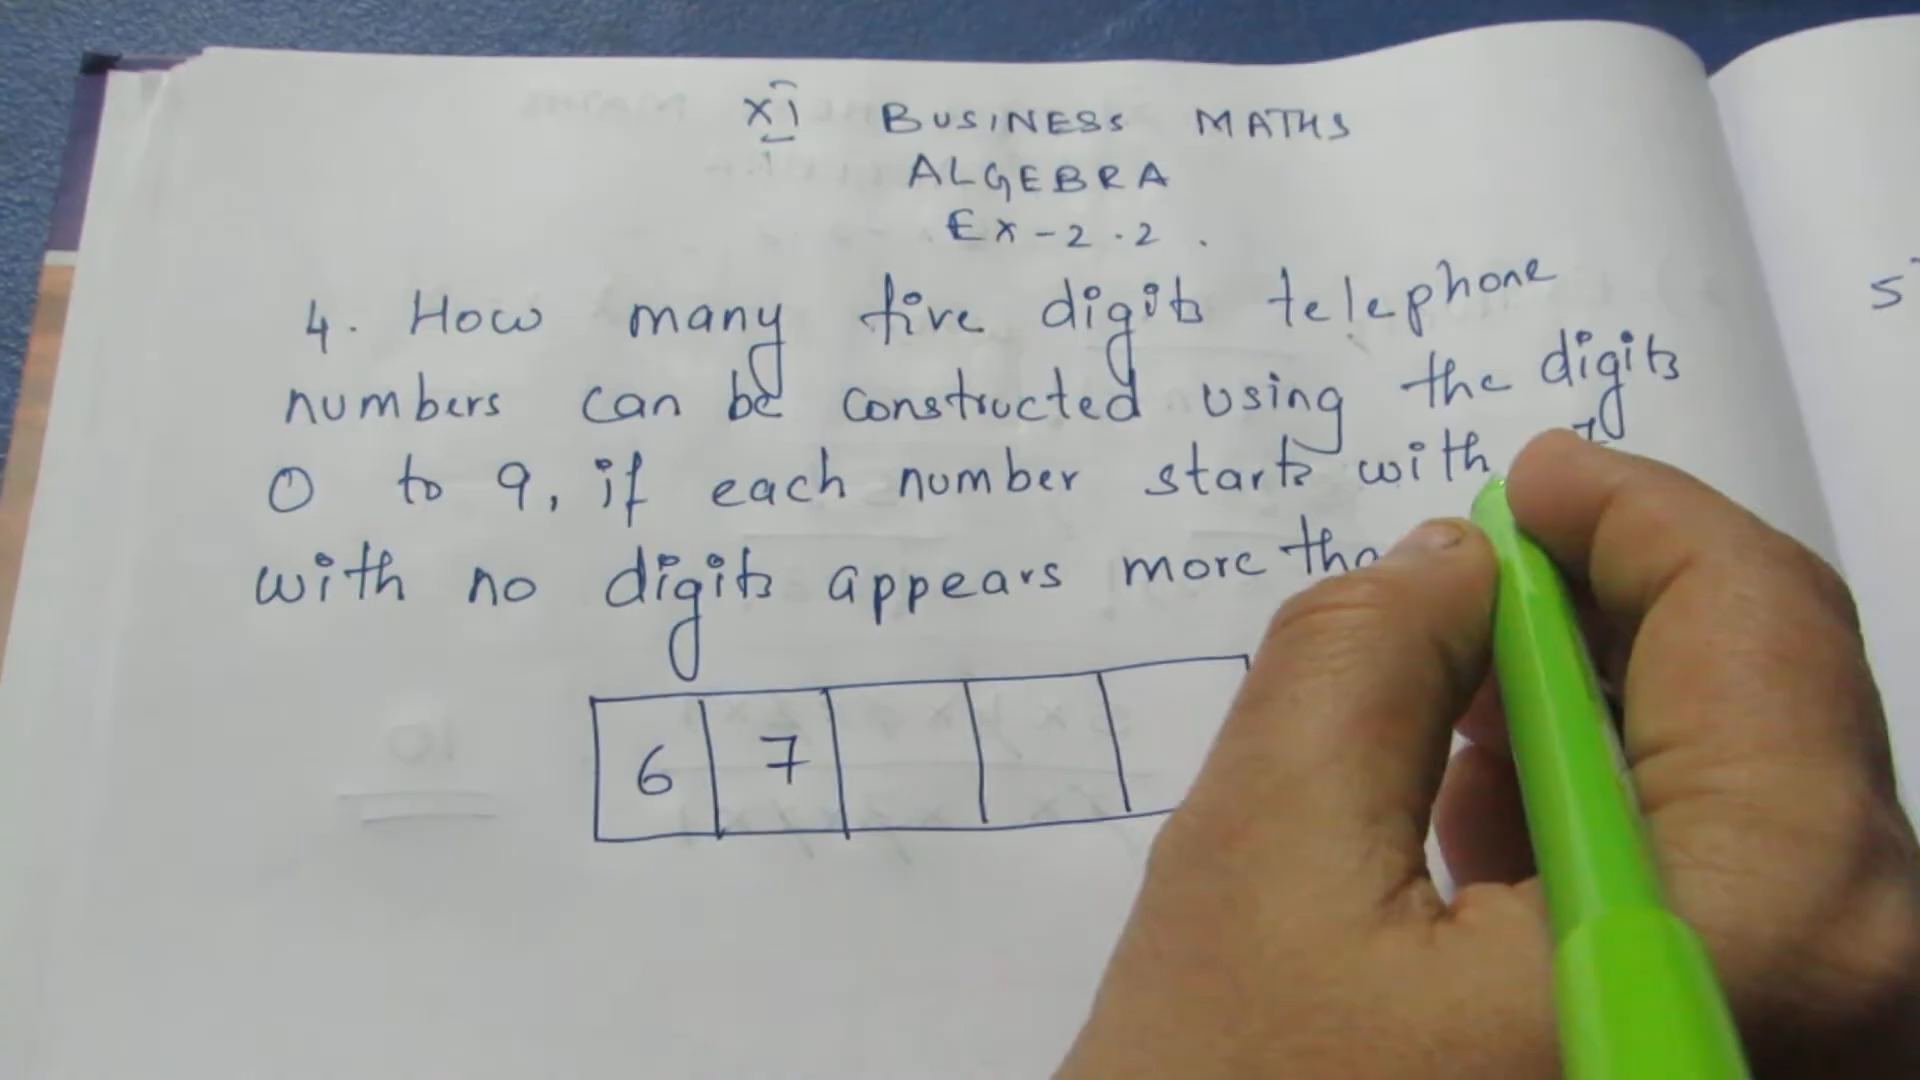 XI BUSINESS MATHS
ALGEBRA
Ex-2.2.
4. How many five digits telephone
numbers can be constructed using the digits
0 to 9, if each number starts with 7
with no digits appears more
6 7